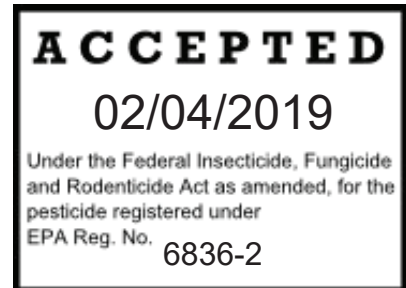 ACCEPTED
02/04/2019
Under the Federal Insecticide, Fungicide
and Rodenticide Act as amended, for the
pesticide registered under
EPA Reg. No. 6836-2